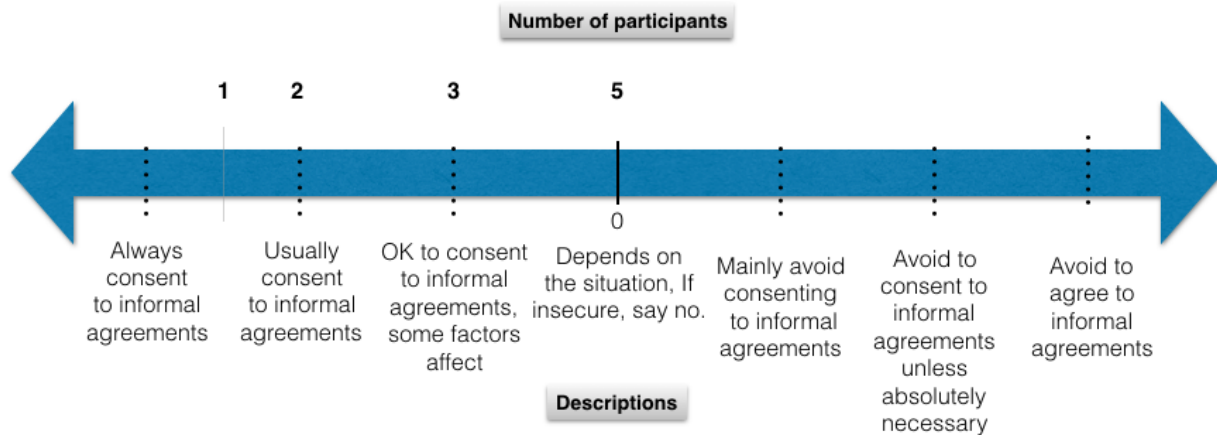 Number of participants
1 2 3 5
0
Always
consent
to informal
agreements
Usually
consent
to informal
agreements
OK to consent
to informal
agreements,
some factors
affect
Depends on
the situation, If
insecure, say no.
Mainly avoid
consenting
to informal
agreements
Avoid to
consent to
informal
agreements
unless
absolutely
necessary
Avoid to
agree to
informal
agreements
Descriptions